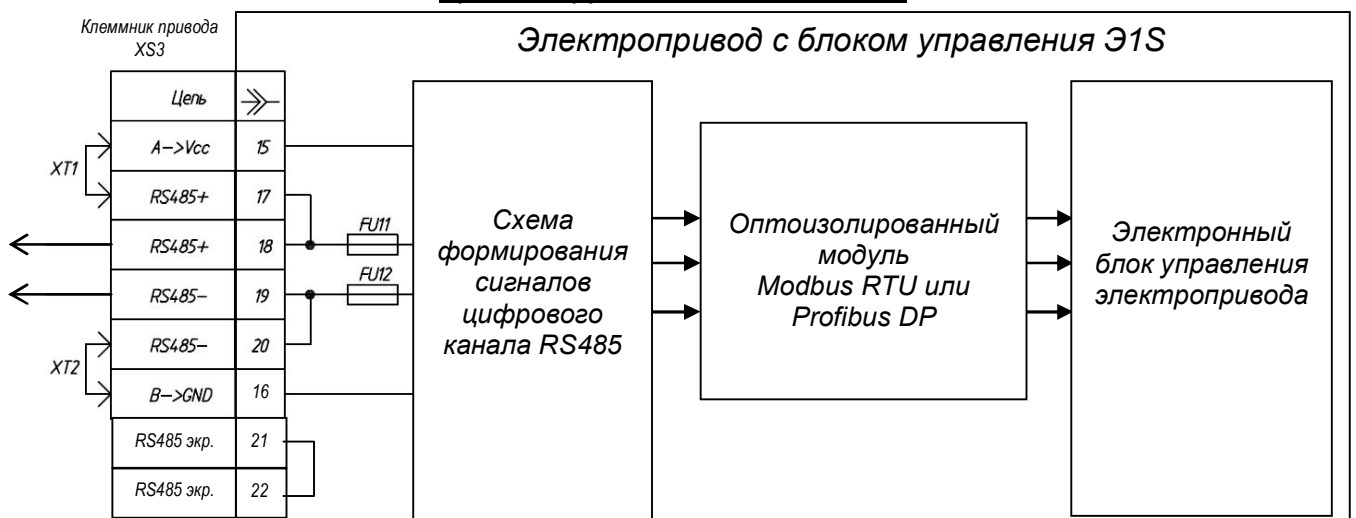 Клеммник привода
XS3
Электропривод с блоком управления Э1S
Цепь
A->Vcc 15
XT1
RS485+ 17
RS485+ 18
FU11
RS485- 19
FU12
RS485- 20
XT2
B->GND 16
RS485 экр. 21
RS485 экр. 22
Схема
формирования
сигналов
цифрового
канала RS485
Оптоизолированный
модуль
Modbus RTU или
Profibus DP
Электронный
блок управления
электропривода